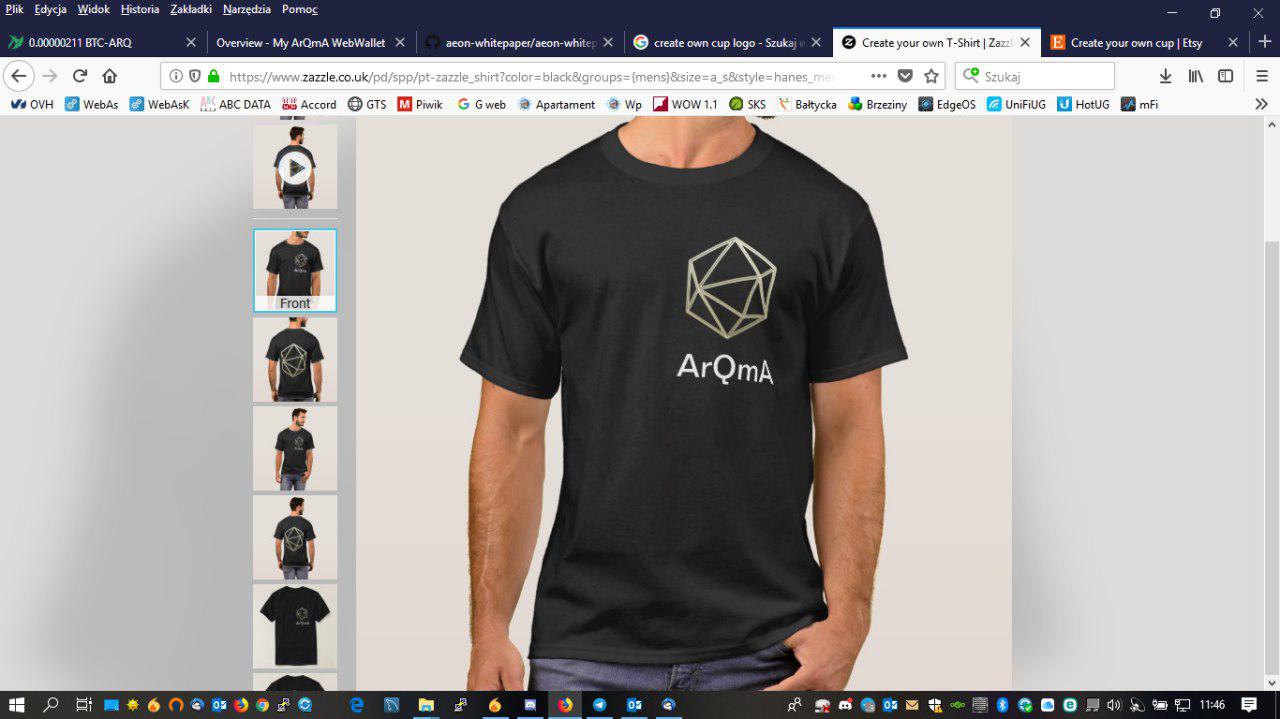 Plik Edycja Widok Historia Zakładki Narzędzia Pomoc
0.00000211 BTC-ARQ
Overview - My ArQmA WebWallet
aeon-whitepaper/aeon-whitep
create own cup logo - Szukaj w
Create your own T-Shirt | Zazzl
Create your own cup | Etsy
https://www.zazzle.co.uk/pd/spp/pt-zazzle_shirt?color=black&groups={mens}&size=a_s&style=hanes_me
Szukaj
OVH WebAs WebAsK ABC DATA Accord GTS Piwik G web Apartament Wp WOW 1.1 SKS Bałtycka Brzeziny EdgeOS UniFiUG HotUG mFi
Front
ArQmA
11:46